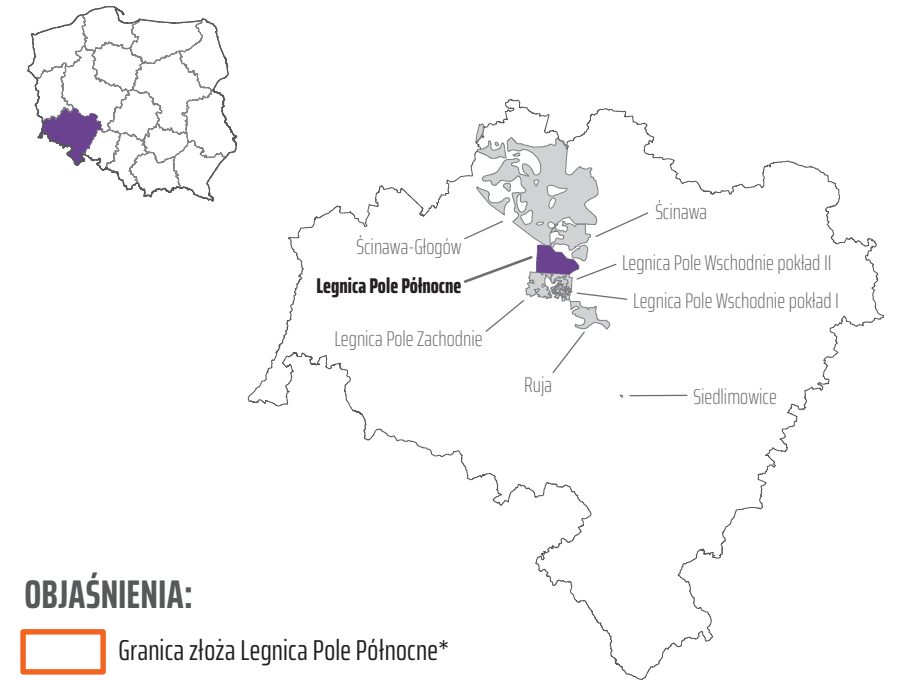 Ścinawa
Ścinawa-Głogów
Legnica Pole Wschodnie pokład II
Legnica Pole Północne
Legnica Pole Wschodnie pokład I
Legnica Pole Zachodnie
Ruja
Siedlimowice
OBJAŚNIENIA:
Granica złoża Legnica Pole Północne*